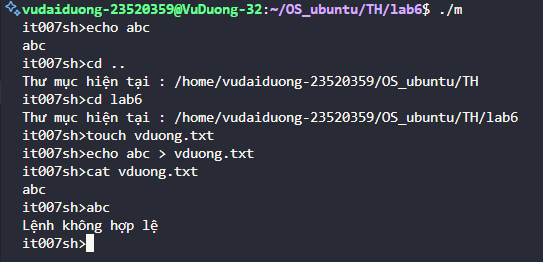 vudaiduong-23520359@VuDuong-32:~/OS_ubuntu/TH/lab6$ ./m
it007sh>echo abc
abc
it007sh>cd ..
Thư mục hiện tại : /home/vudaiduong-23520359/OS_ubuntu/TH
it007sh>cd lab6
Thư mục hiện tại : /home/vudaiduong-23520359/OS_ubuntu/TH/lab6
it007sh>touch vduong.txt
it007sh>echo abc > vduong.txt
it007sh>cat vduong.txt
abc
it007sh>abc
Lệnh không hợp lệ
it007sh>